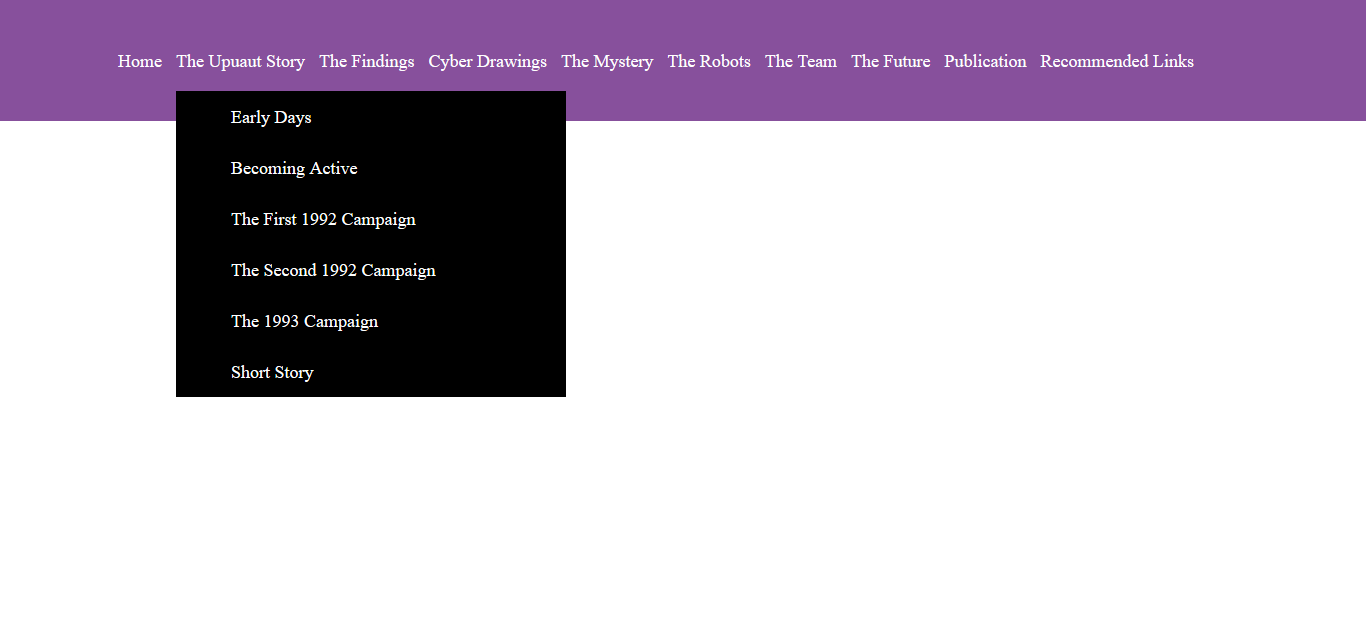 Home The Upuaut Story The Findings Cyber Drawings The Mystery The Robots The Team The Future Publication Recommended Links
Early Days
Becoming Active
The First 1992 Campaign
The Second 1992 Campaign
The 1993 Campaign
Short Story